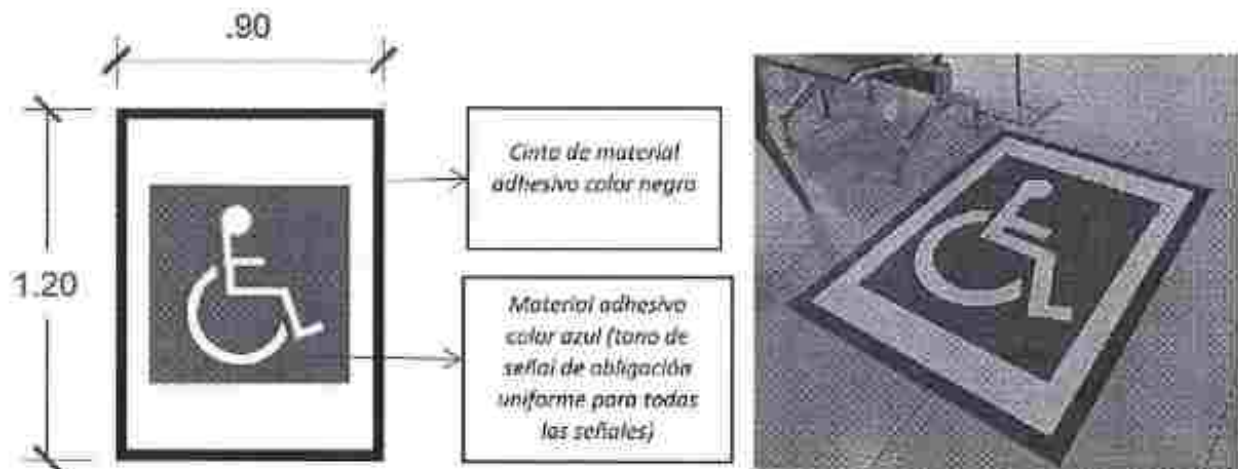 .90
1.20
Cinta de material
adhesivo color negro
Material adhesivo
color azul (tono de
señal de obligación
uniforme para todas
las señales)